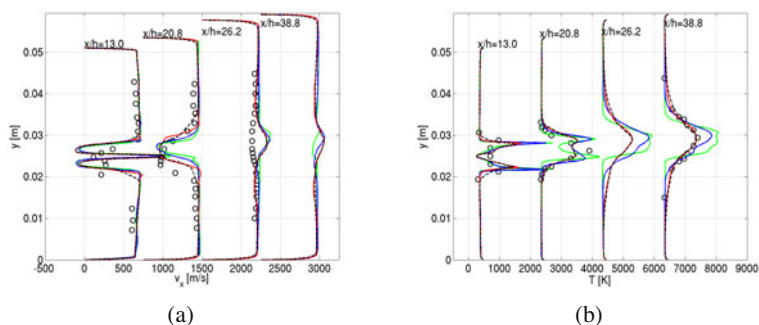 x/h=13.0
x/h=20.8
x/h=26.2
x/h=38.8
0.05
0.04
0.03
0.02
0.01
0
y [m]
-500 0 500 1000 1500 2000 2500 3000
v_x [m/s]
(a)
x/h=13.0
x/h=20.8
x/h=26.2
x/h=38.8
0.05
0.04
0.03
0.02
0.01
0
y [m]
0 1000 2000 3000 4000 5000 6000 7000 8000 9000
T [K]
(b)